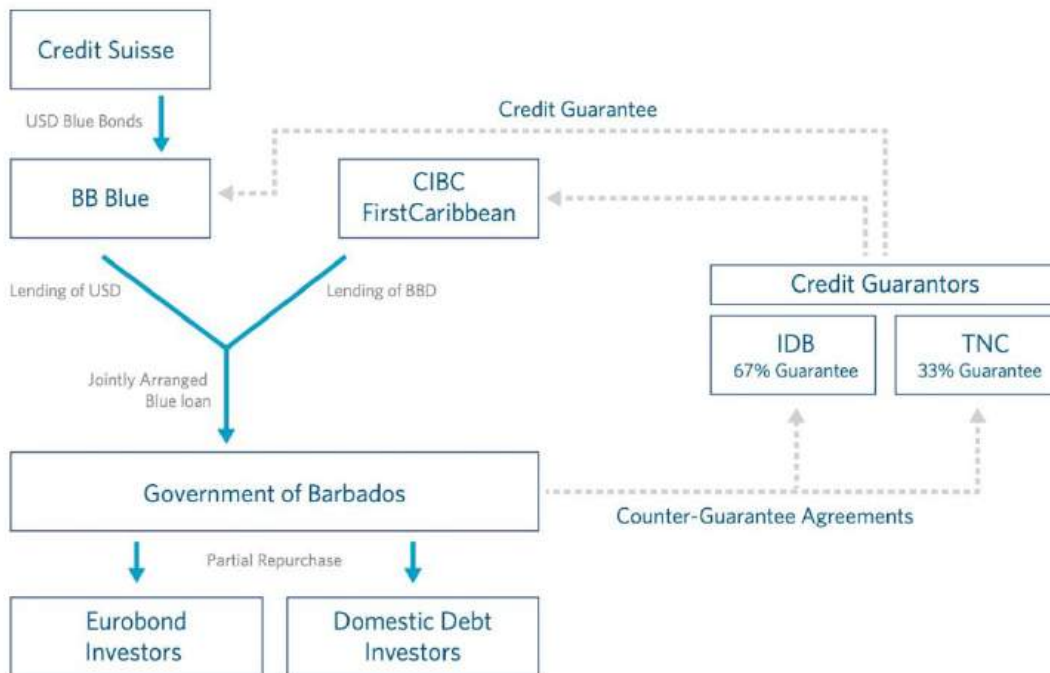 Credit Suisse
USD Blue Bonds
Credit Guarantee
BB Blue
CIBC
FirstCaribbean
Lending of USD
Lending of BBD
Credit Guarantors
IDB
67% Guarantee
TNC
33% Guarantee
Jointly Arranged
Blue loan
Government of Barbados
Counter-Guarantee Agreements
Partial Repurchase
Eurobond
Investors
Domestic Debt
Investors